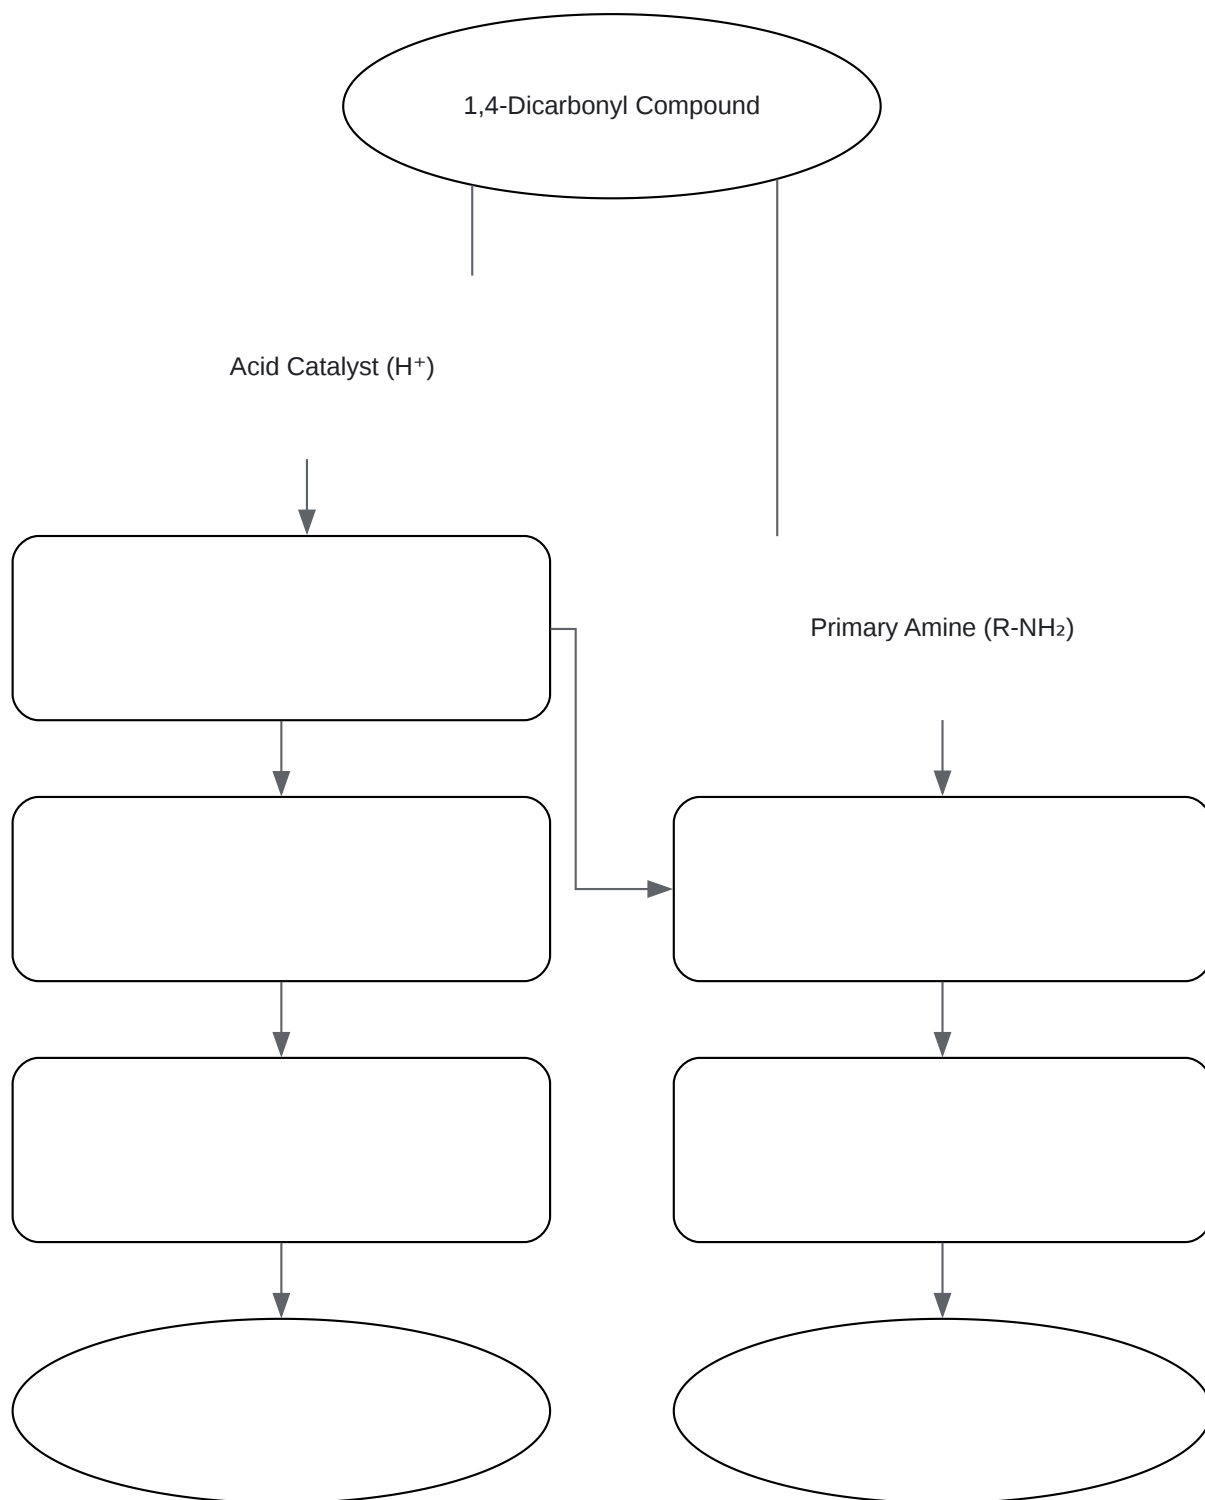 1,4-Dicarbonyl Compound
Acid Catalyst (H⁺)
Primary Amine (R-NH₂)